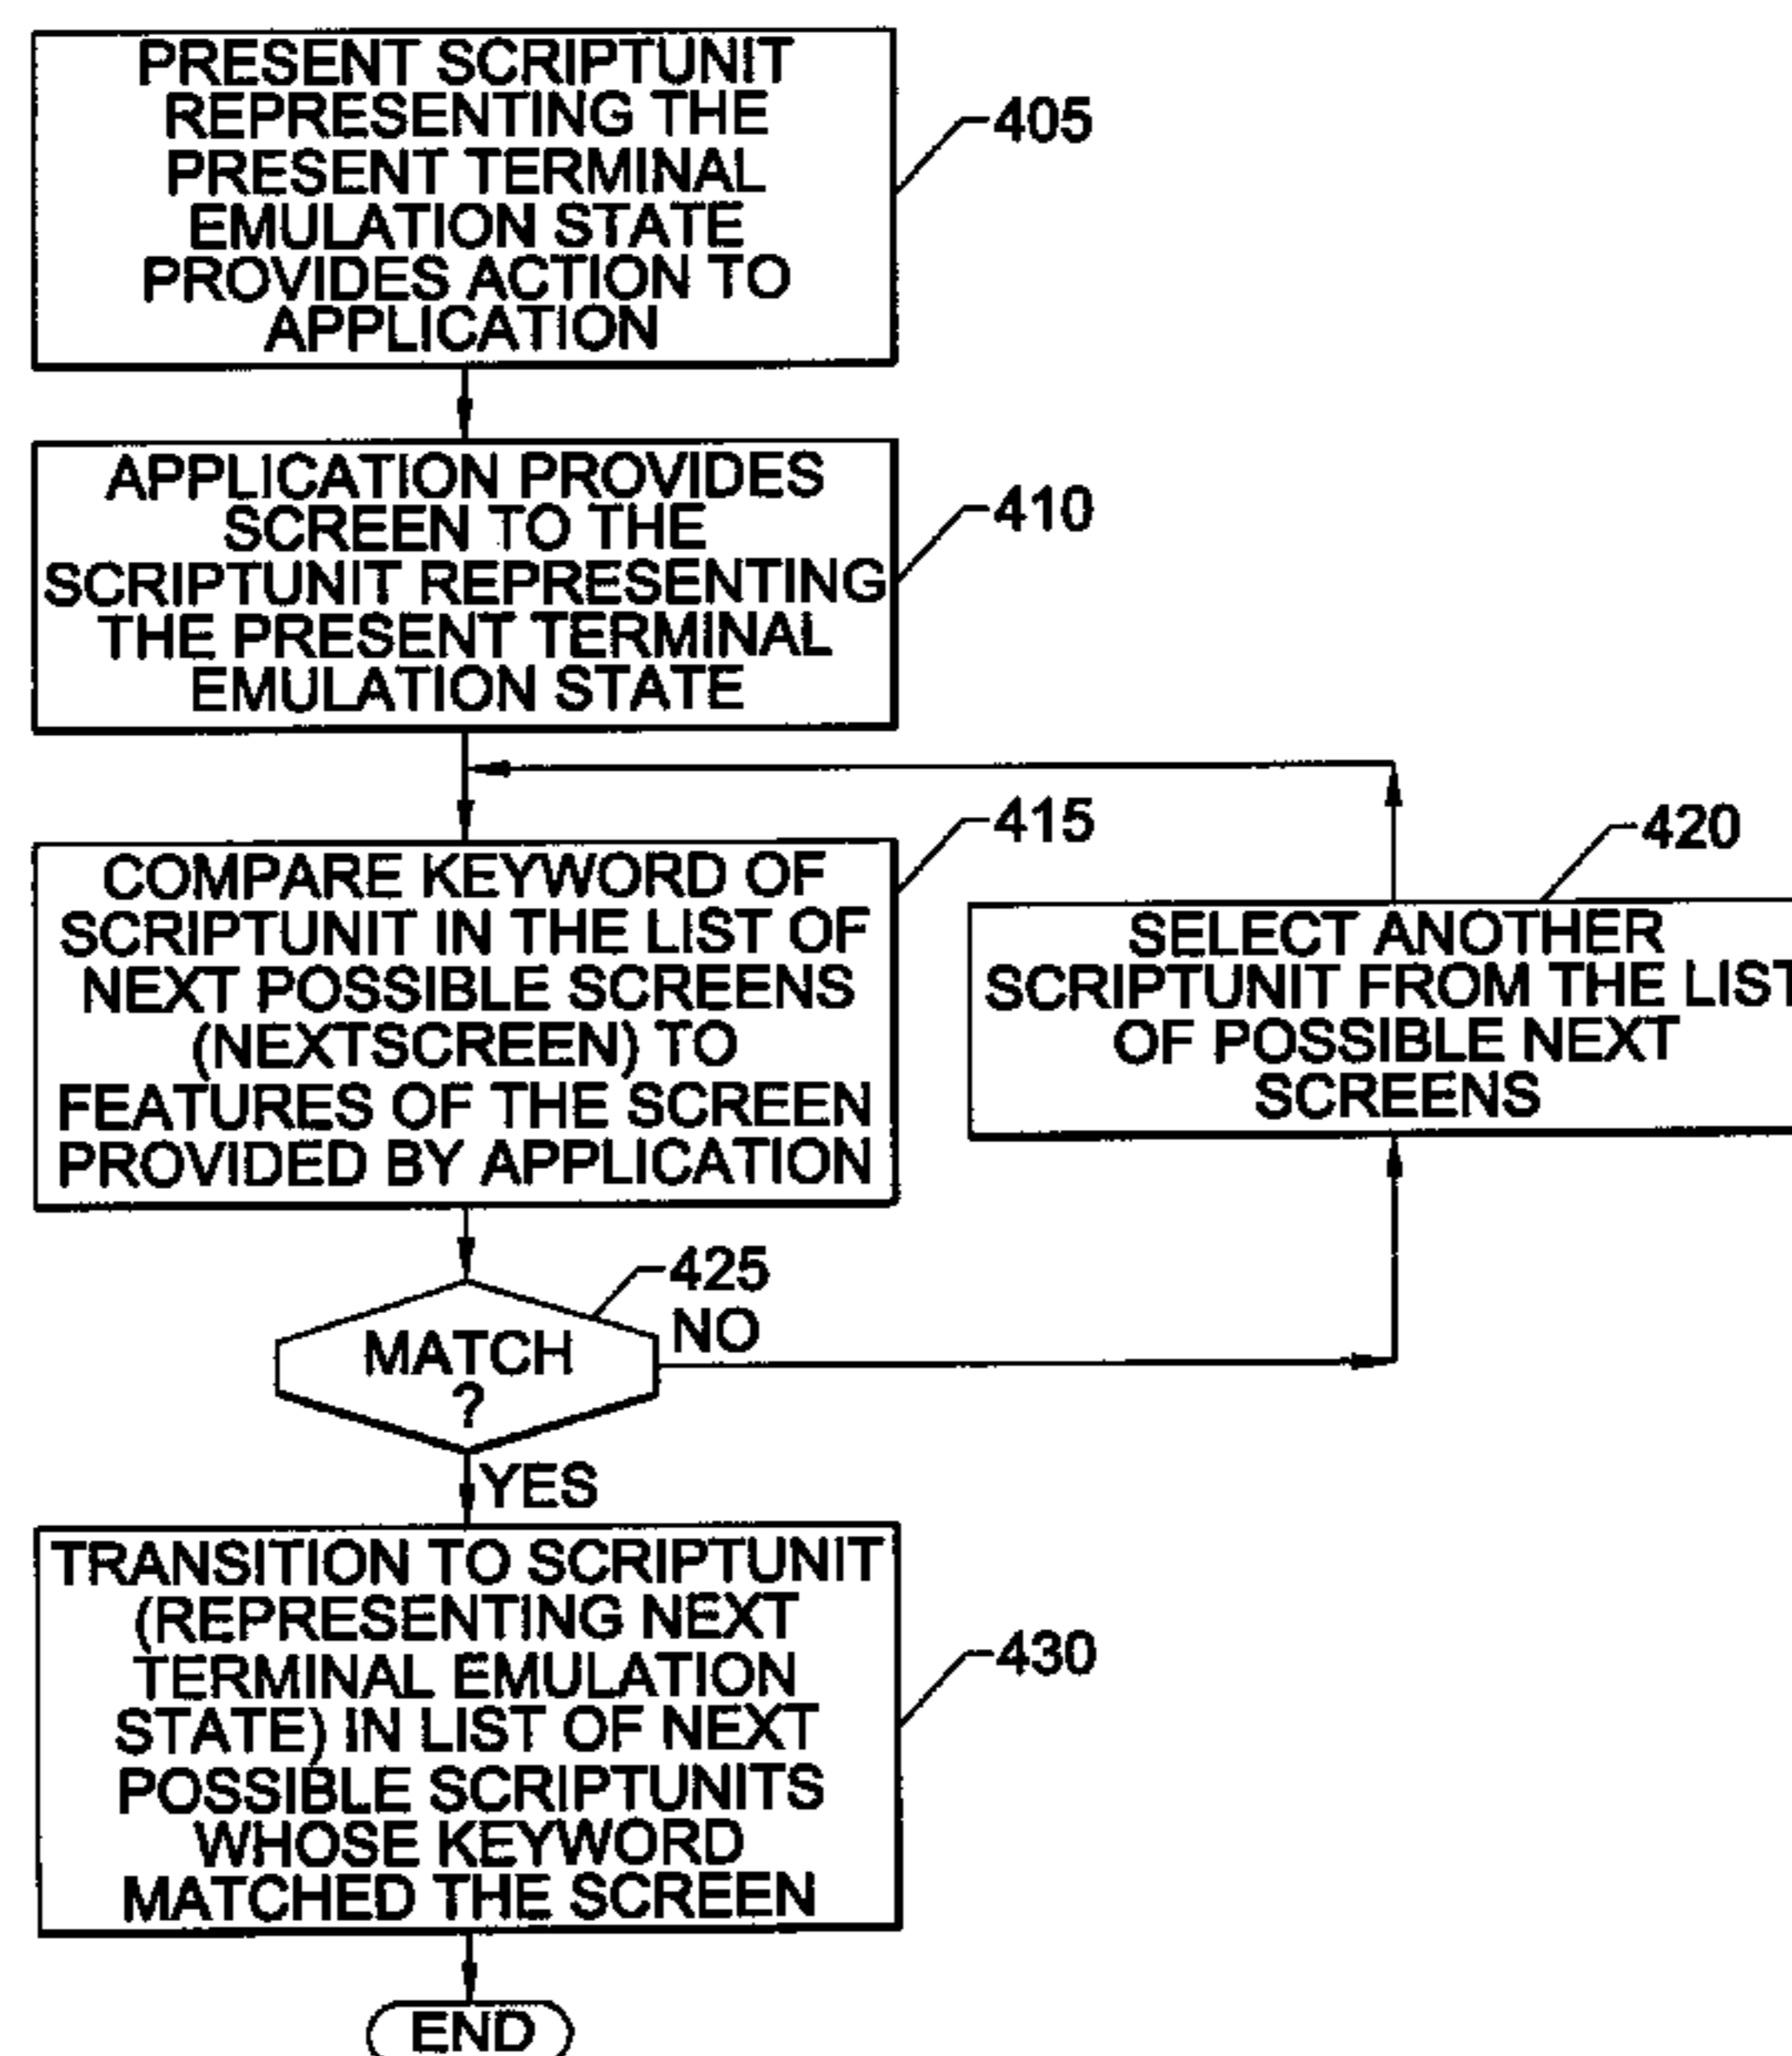 PRESENT SCRIPTUNIT
REPRESENTING THE
PRESENT TERMINAL
EMULATION STATE
PROVIDES ACTION TO
APPLICATION
405
APPLICATION PROVIDES
SCREEN TO THE
SCRIPTUNIT REPRESENTING
THE PRESENT TERMINAL
EMULATION STATE
410
COMPARE KEYWORD OF
SCRIPTUNIT IN THE LIST OF
NEXT POSSIBLE SCREENS
(NEXTSCREEN) TO
FEATURES OF THE SCREEN
PROVIDED BY APPLICATION
415
SELECT ANOTHER
SCRIPTUNIT FROM THE LIST
OF POSSIBLE NEXT
SCREENS
420
MATCH
?
425
NO
YES
TRANSITION TO SCRIPTUNIT
(REPRESENTING NEXT
TERMINAL EMULATION
STATE) IN LIST OF NEXT
POSSIBLE SCRIPTUNITS
WHOSE KEYWORD
MATCHED THE SCREEN
430
END